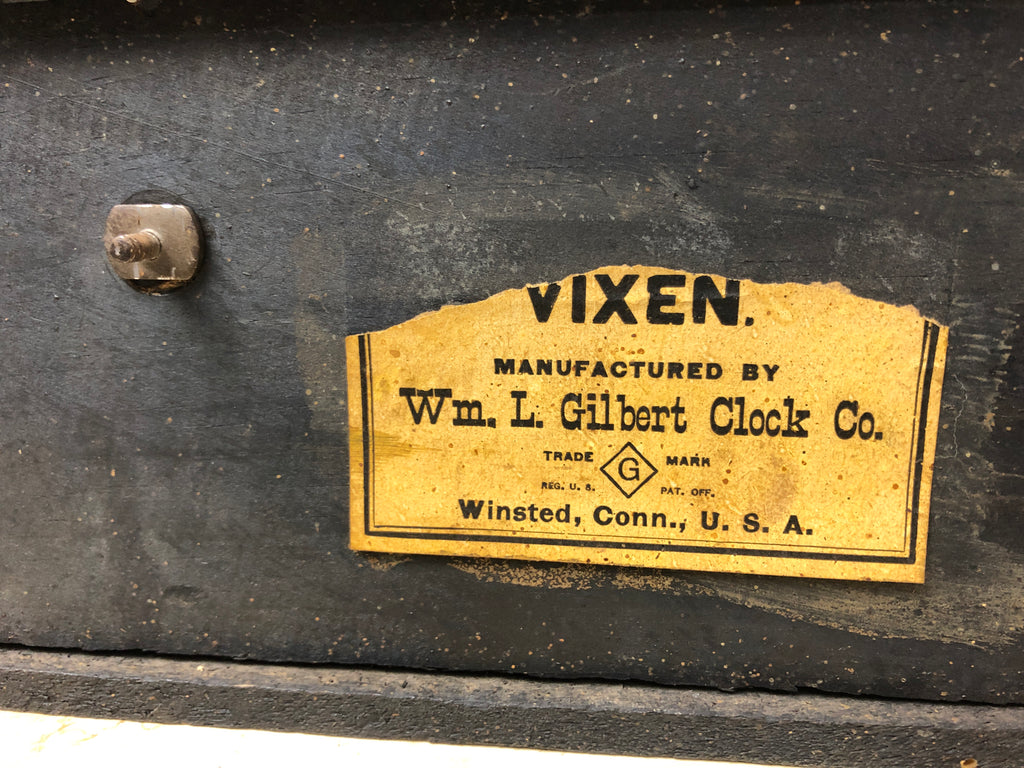 VIXEN.
MANUFACTURED BY
Wm. L. Gilbert Clock Co.
TRADE G MARK
REG. U. S. PAT. OFF.
Winsted, Conn., U. S. A.